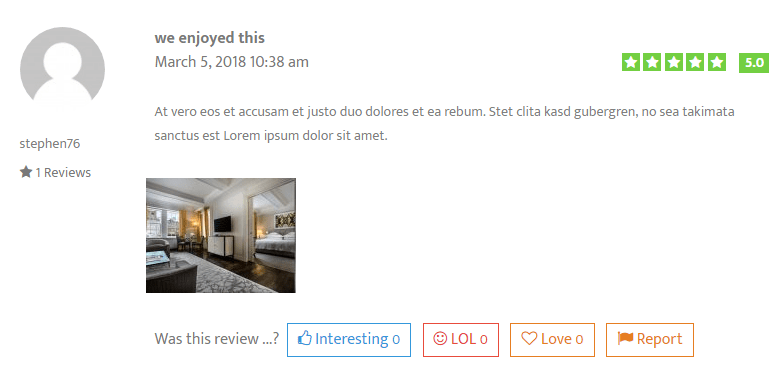 we enjoyed this
March 5, 2018 10:38 am
5.0
At vero eos et accusam et justo duo dolores et ea rebum. Stet clita kasd gubergren, no sea takimata
sanctus est Lorem ipsum dolor sit amet.
stephen76
1 Reviews
Was this review ...? Interesting 0 LOL 0 Love 0 Report